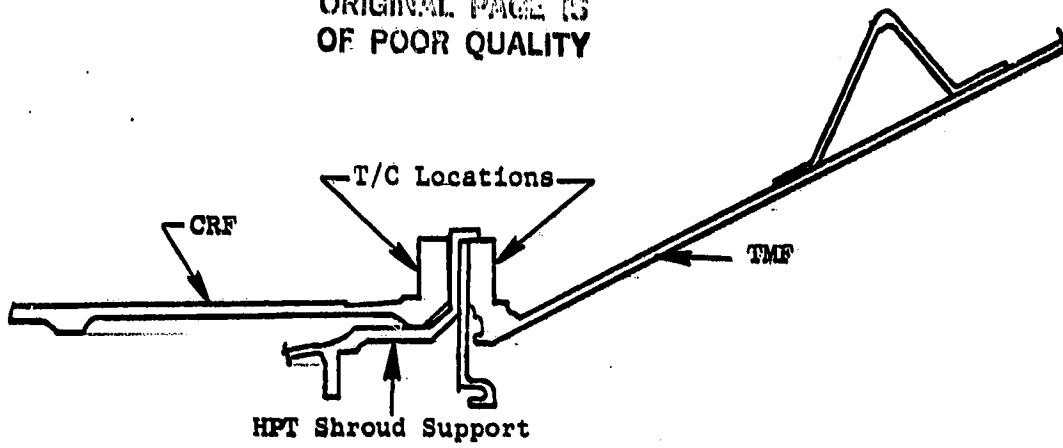 ORIGINAL PAGE IS
OF POOR QUALITY
T/C Locations
CRF
TMF
HPT Shroud Support